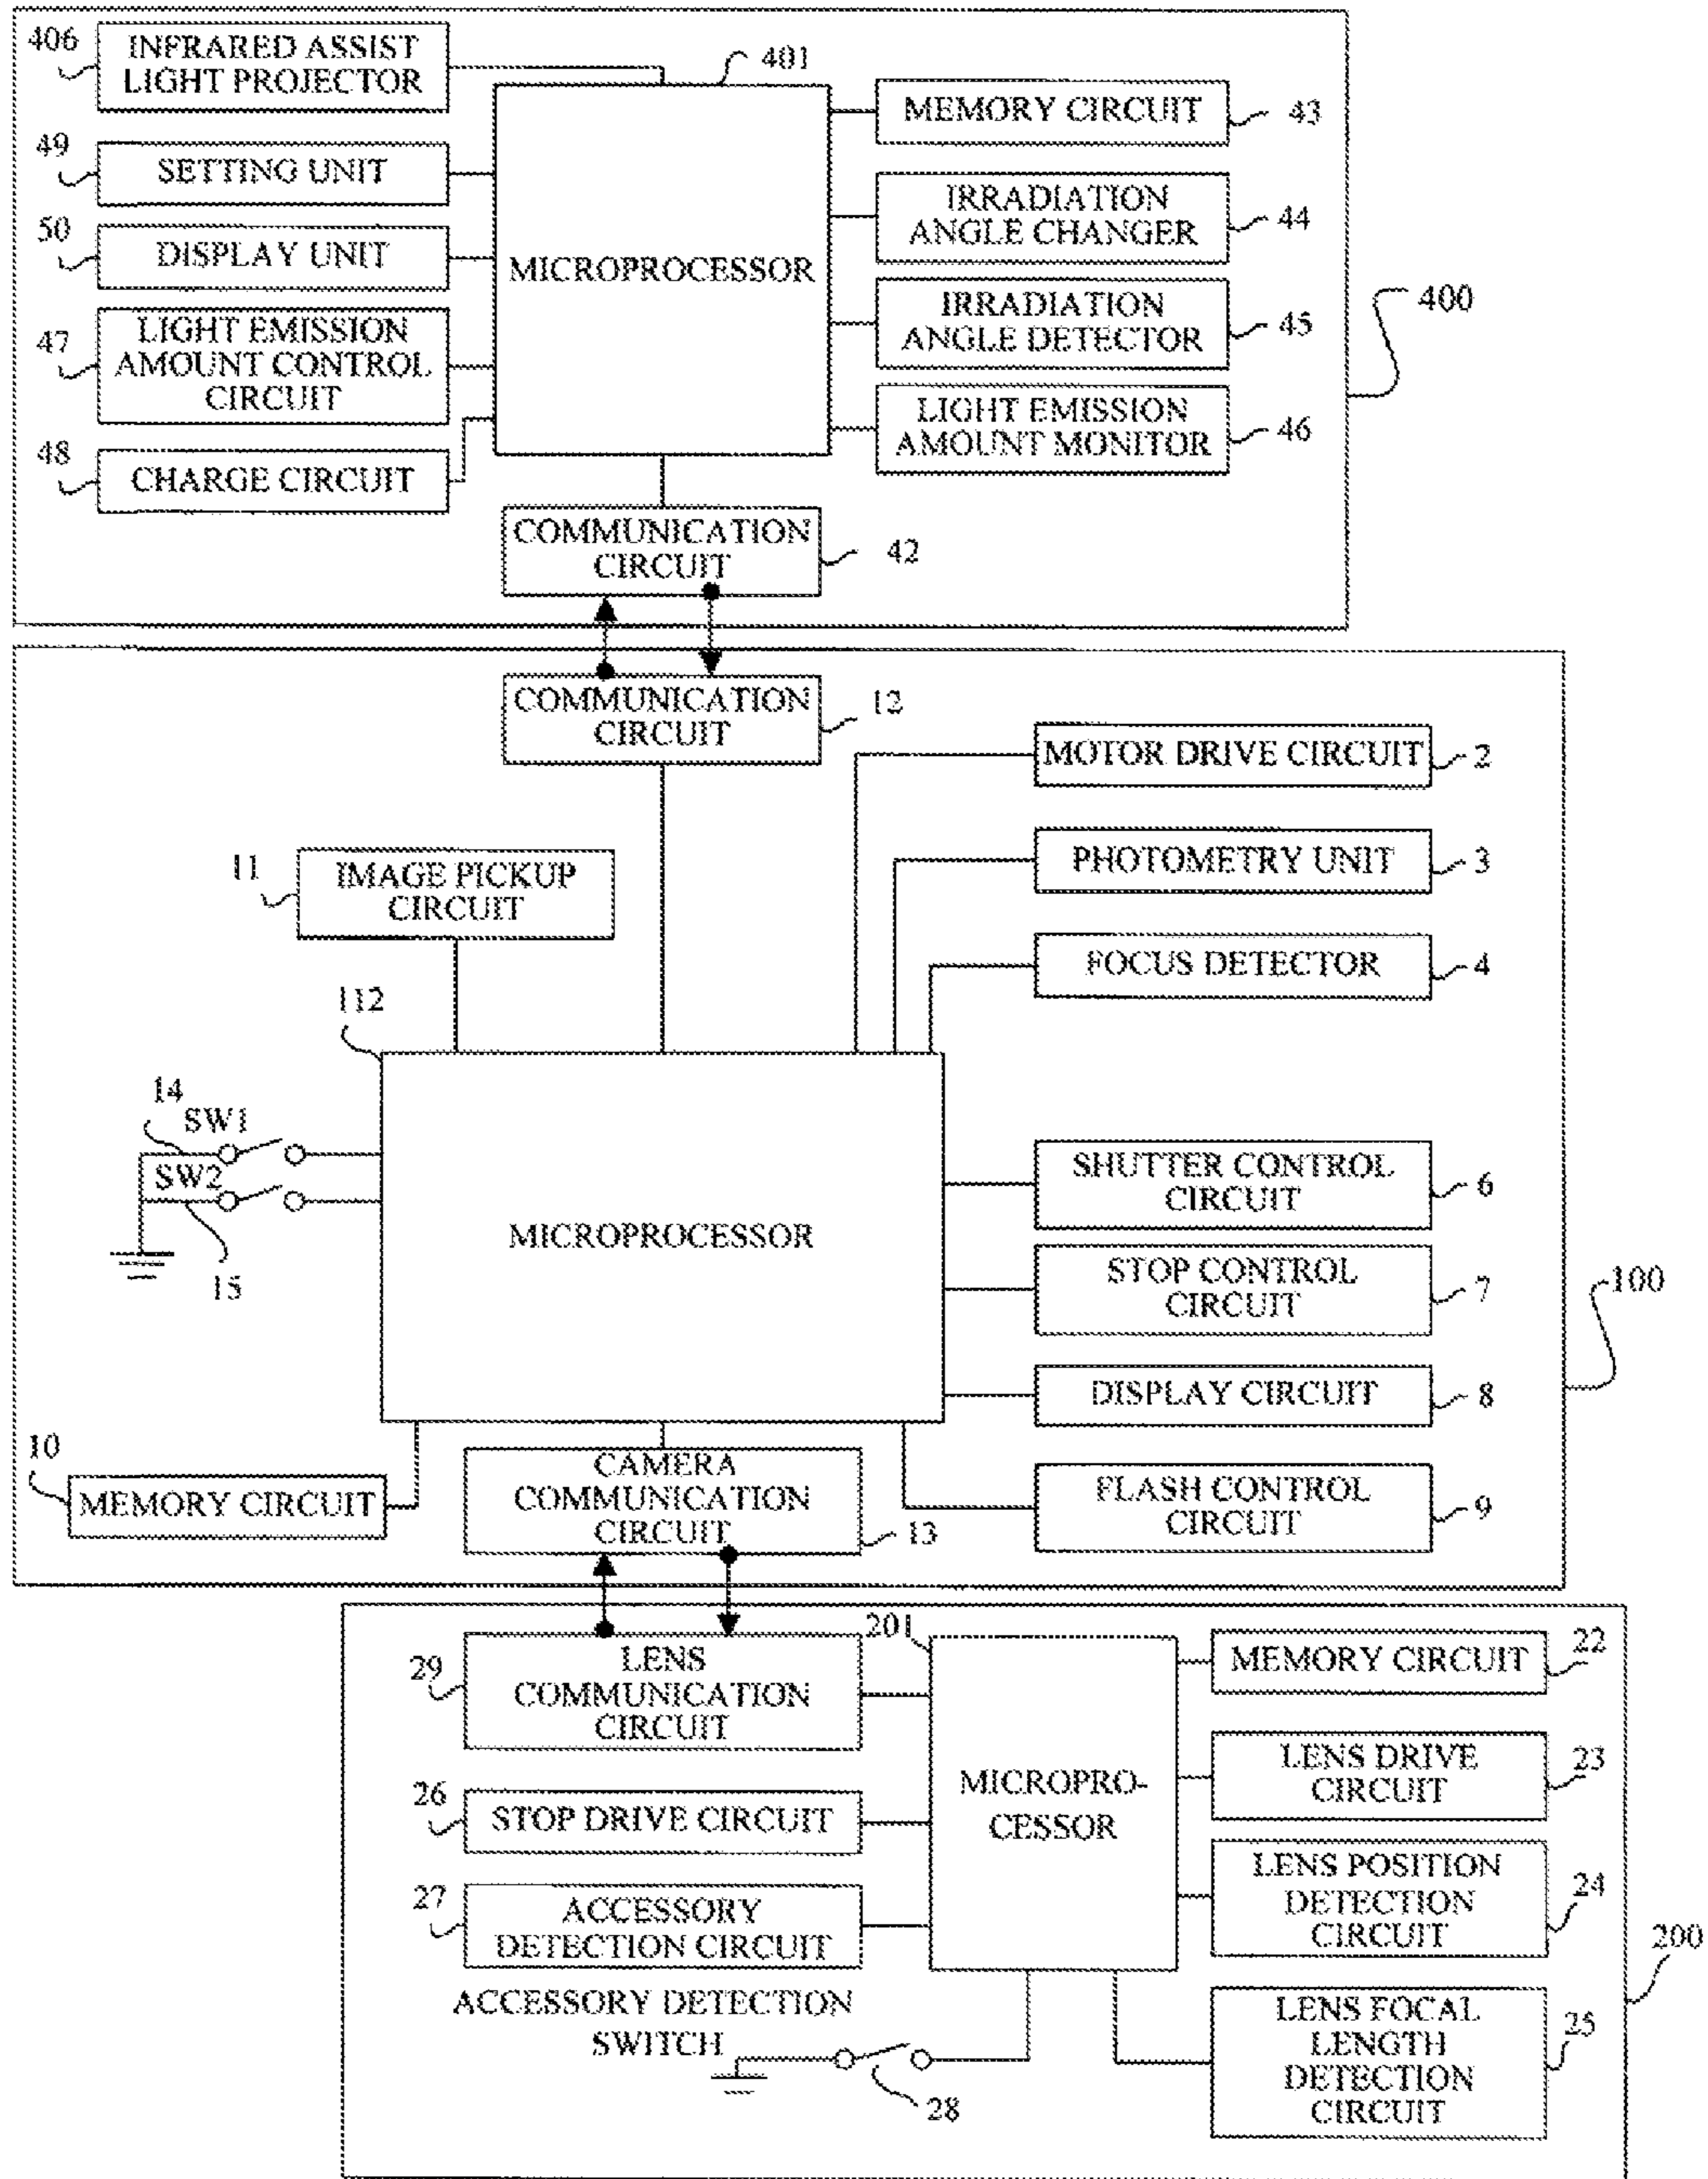 406
INFRARED ASSIST
LIGHT PROJECTOR
401
MEMORY CIRCUIT
43
49
SETTING UNIT
IRRADIATION
ANGLE CHANGER
44
50
DISPLAY UNIT
MICROPROCESSOR
IRRADIATION
ANGLE DETECTOR
45
400
47
LIGHT EMISSION
AMOUNT CONTROL
CIRCUIT
LIGHT EMISSION
AMOUNT MONITOR
46
48
CHARGE CIRCUIT
COMMUNICATION
CIRCUIT
42
COMMUNICATION
CIRCUIT
12
MOTOR DRIVE CIRCUIT
2
11
IMAGE PICKUP
CIRCUIT
PHOTOMETRY UNIT
3
FOCUS DETECTOR
4
112
14
SW1
SW2
15
MICROPROCESSOR
SHUTTER CONTROL
CIRCUIT
6
STOP CONTROL
CIRCUIT
7
100
DISPLAY CIRCUIT
8
10
MEMORY CIRCUIT
CAMERA
COMMUNICATION
CIRCUIT
13
FLASH CONTROL
CIRCUIT
9
201
29
LENS
COMMUNICATION
CIRCUIT
MEMORY CIRCUIT
22
26
STOP DRIVE CIRCUIT
MICROPRO-
CESSOR
LENS DRIVE
CIRCUIT
23
27
ACCESSORY
DETECTION CIRCUIT
LENS POSITION
DETECTION
CIRCUIT
24
200
ACCESSORY DETECTION
SWITCH
28
LENS FOCAL
LENGTH
DETECTION
CIRCUIT
25